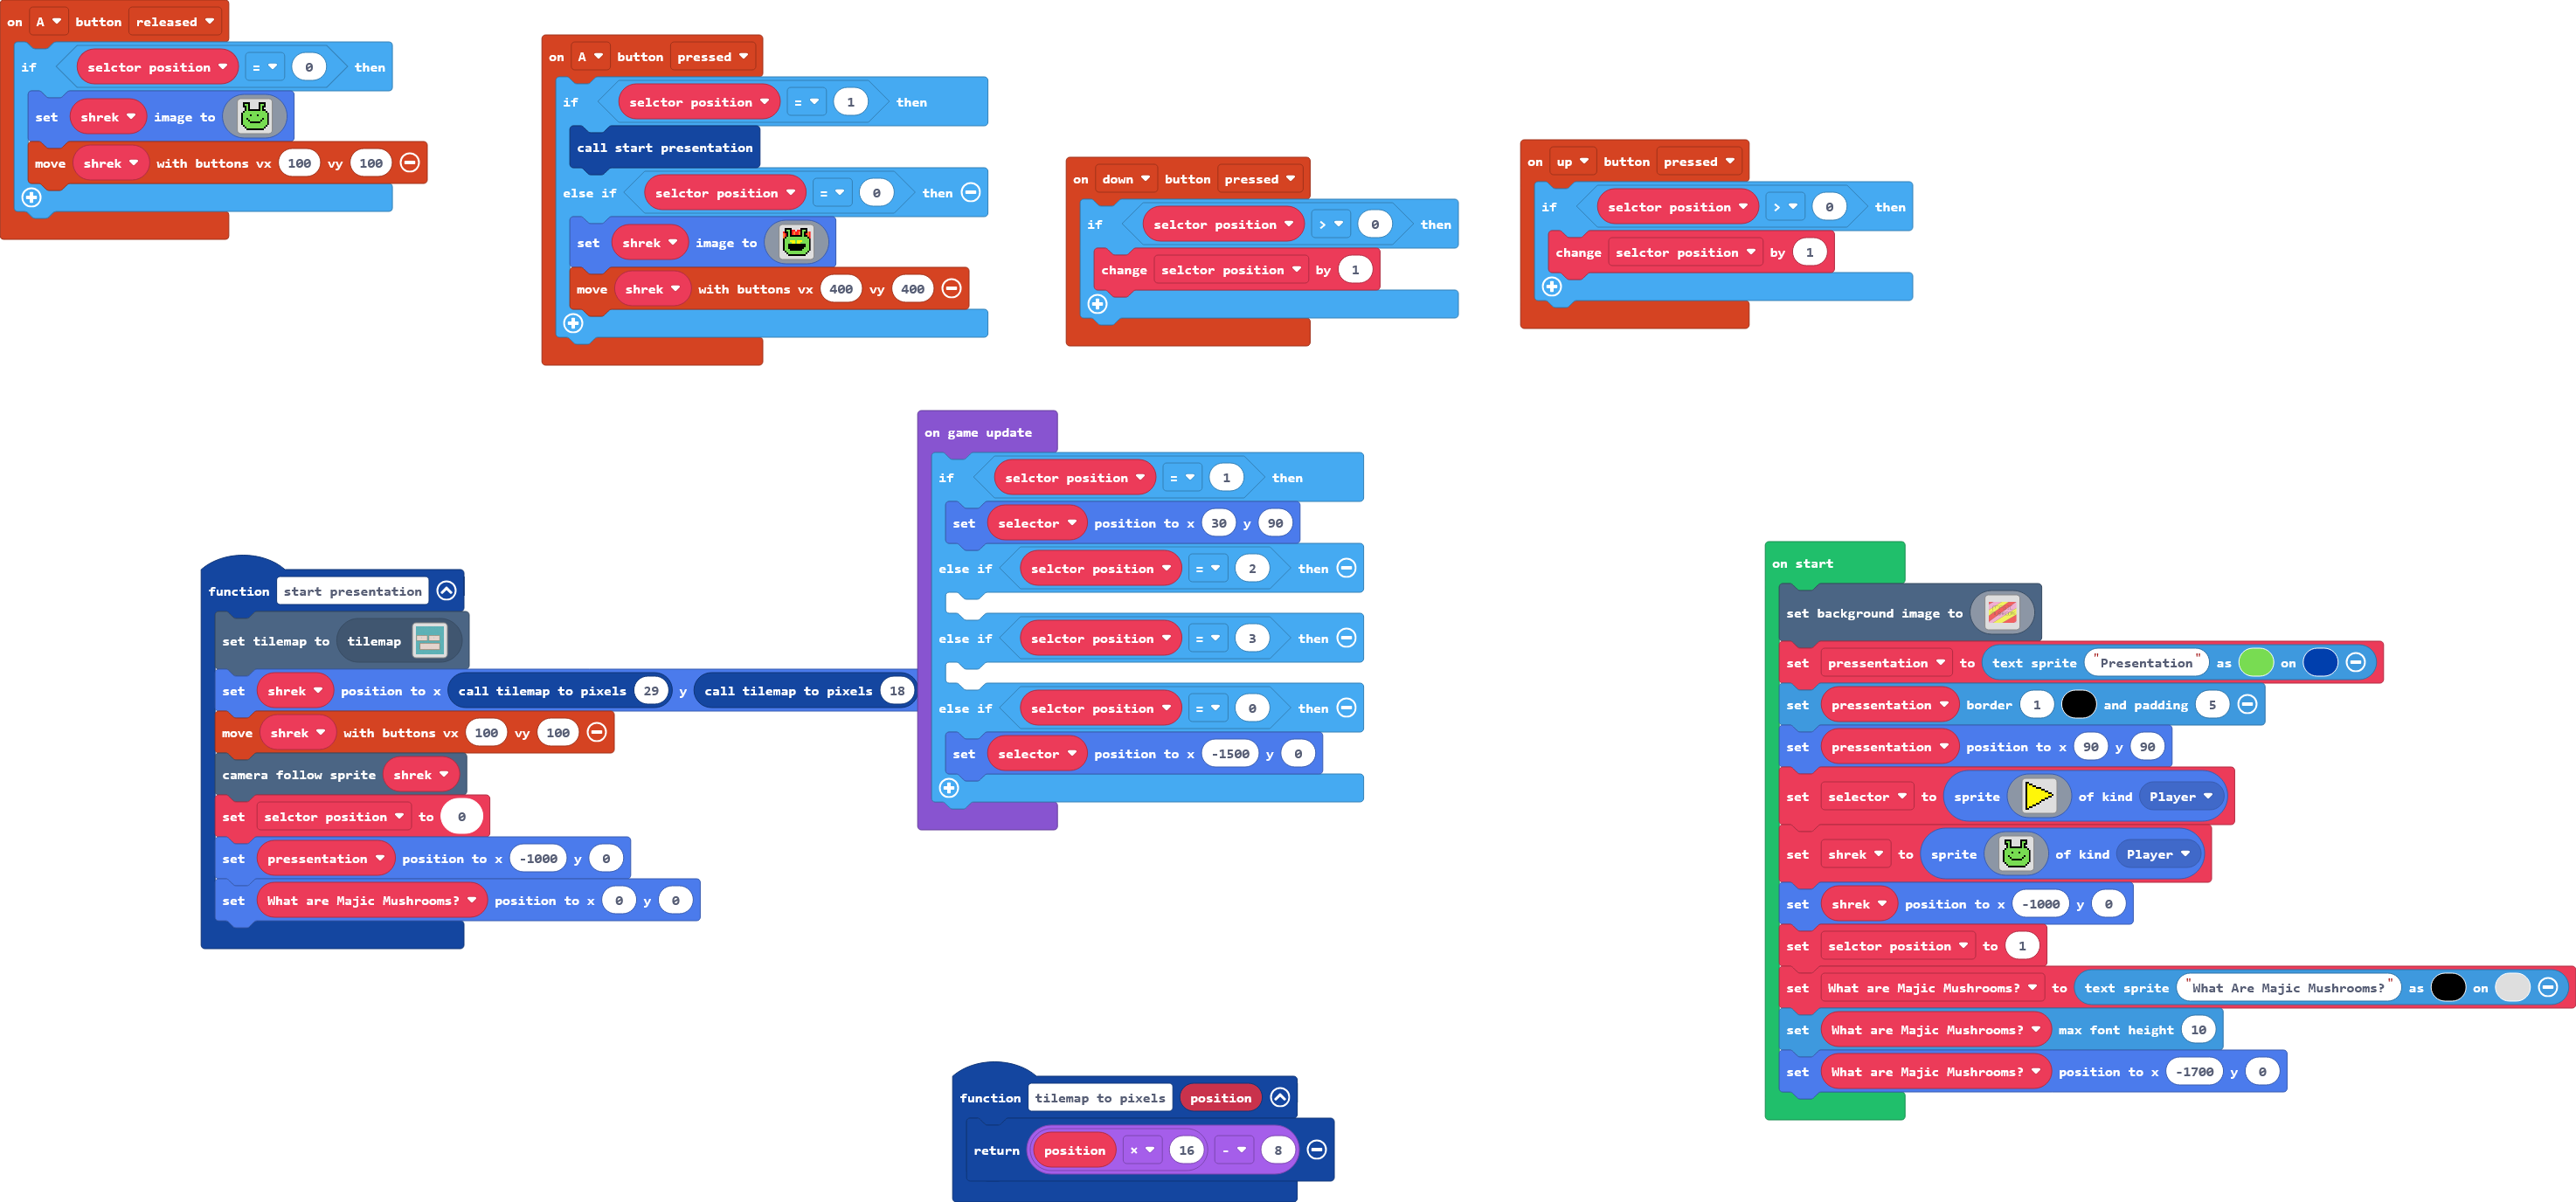 on A button released
if selctor position = 0 then
set shrek image to
move shrek with buttons vx 100 vy 100
on A button pressed
if selctor position = 1 then
call start presentation
else if selctor position = 0 then
set shrek image to
move shrek with buttons vx 400 vy 400
on down button pressed
if selctor position > 0 then
change selctor position by 1
on up button pressed
if selctor position > 0 then
change selctor position by 1
function start presentation
set tilemap to tilemap
set shrek position to x call tilemap to pixels 29 y call tilemap to pixels 18
move shrek with buttons vx 100 vy 100
camera follow sprite shrek
set selctor position to 0
set pressentation position to x -1000 y 0
set What are Majic Mushrooms? position to x 0 y 0
on game update
if selctor position = 1 then
set selector position to x 30 y 90
else if selctor position = 2 then
else if selctor position = 3 then
else if selctor position = 0 then
set selector position to x -1500 y 0
on start
set background image to
set pressentation to text sprite "Presentation" as on
set pressentation border 1 and padding 5
set pressentation position to x 90 y 90
set selector to sprite of kind Player
set shrek to sprite of kind Player
set shrek position to x -1000 y 0
set selctor position to 1
set What are Majic Mushrooms? to text sprite "What Are Majic Mushrooms?" as on
set What are Majic Mushrooms? max font height 10
set What are Majic Mushrooms? position to x -1700 y 0
function tilemap to pixels position
return position × 16 - 8